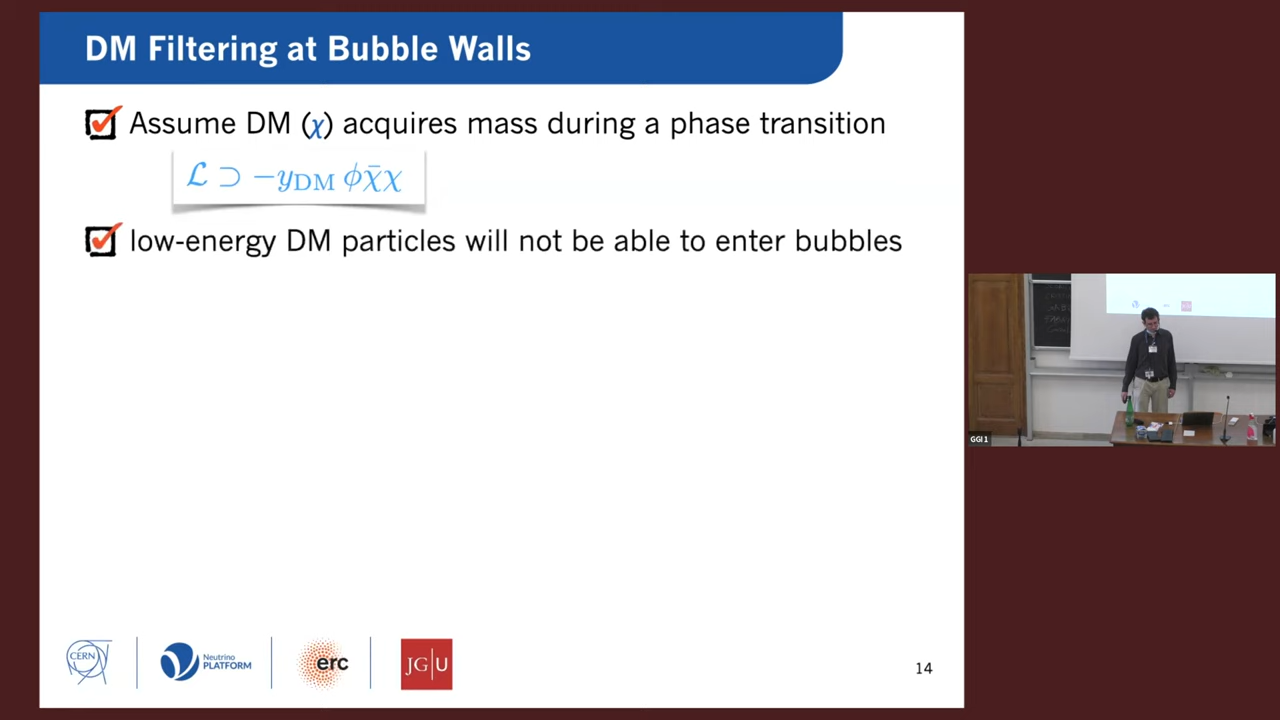 DM Filtering at Bubble Walls
Assume DM (χ) acquires mass during a phase transition
ℒ ⊃ −y_DM ϕχ̄χ
low-energy DM particles will not be able to enter bubbles
CERN
Neutrino
PLATFORM
erc
JG|U
14
GGI 1